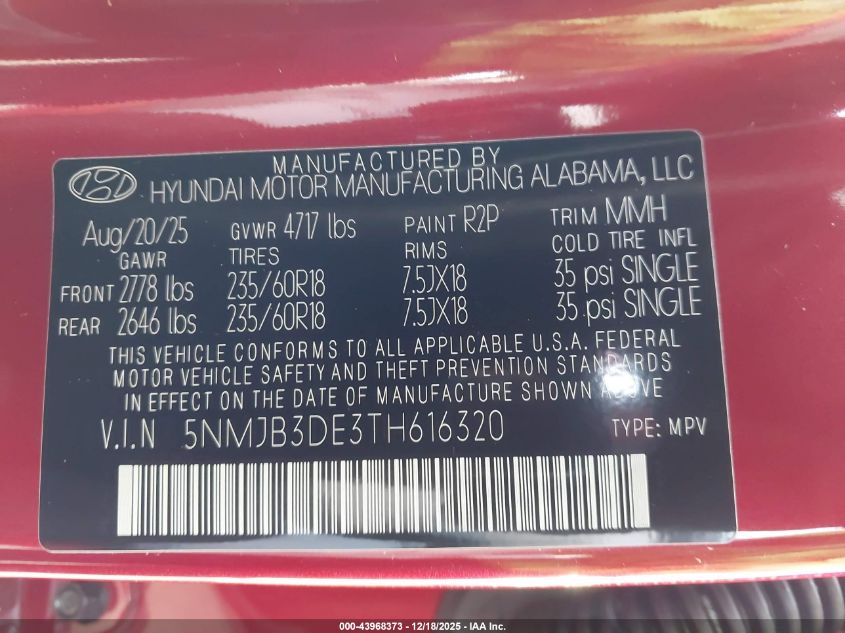 MANUFACTURED BY
HYUNDAI MOTOR MANUFACTURING ALABAMA, LLC
Aug/20/25 GVWR 4717 lbs PAINT R2P TRIM MMH
GAWR TIRES RIMS COLD TIRE INFL
FRONT 2778 lbs 235/60R18 7.5JX18 35 psi SINGLE
REAR 2646 lbs 235/60R18 7.5JX18 35 psi SINGLE
THIS VEHICLE CONFORMS TO ALL APPLICABLE U.S.A. FEDERAL
MOTOR VEHICLE SAFETY AND THEFT PREVENTION STANDARDS
IN EFFECT ON THE DATE OF MANUFACTURE SHOWN ABOVE
V.I.N 5NMJB3DE3TH616320 TYPE: MPV
000-43968373 - 12/18/2025 - IAA Inc.